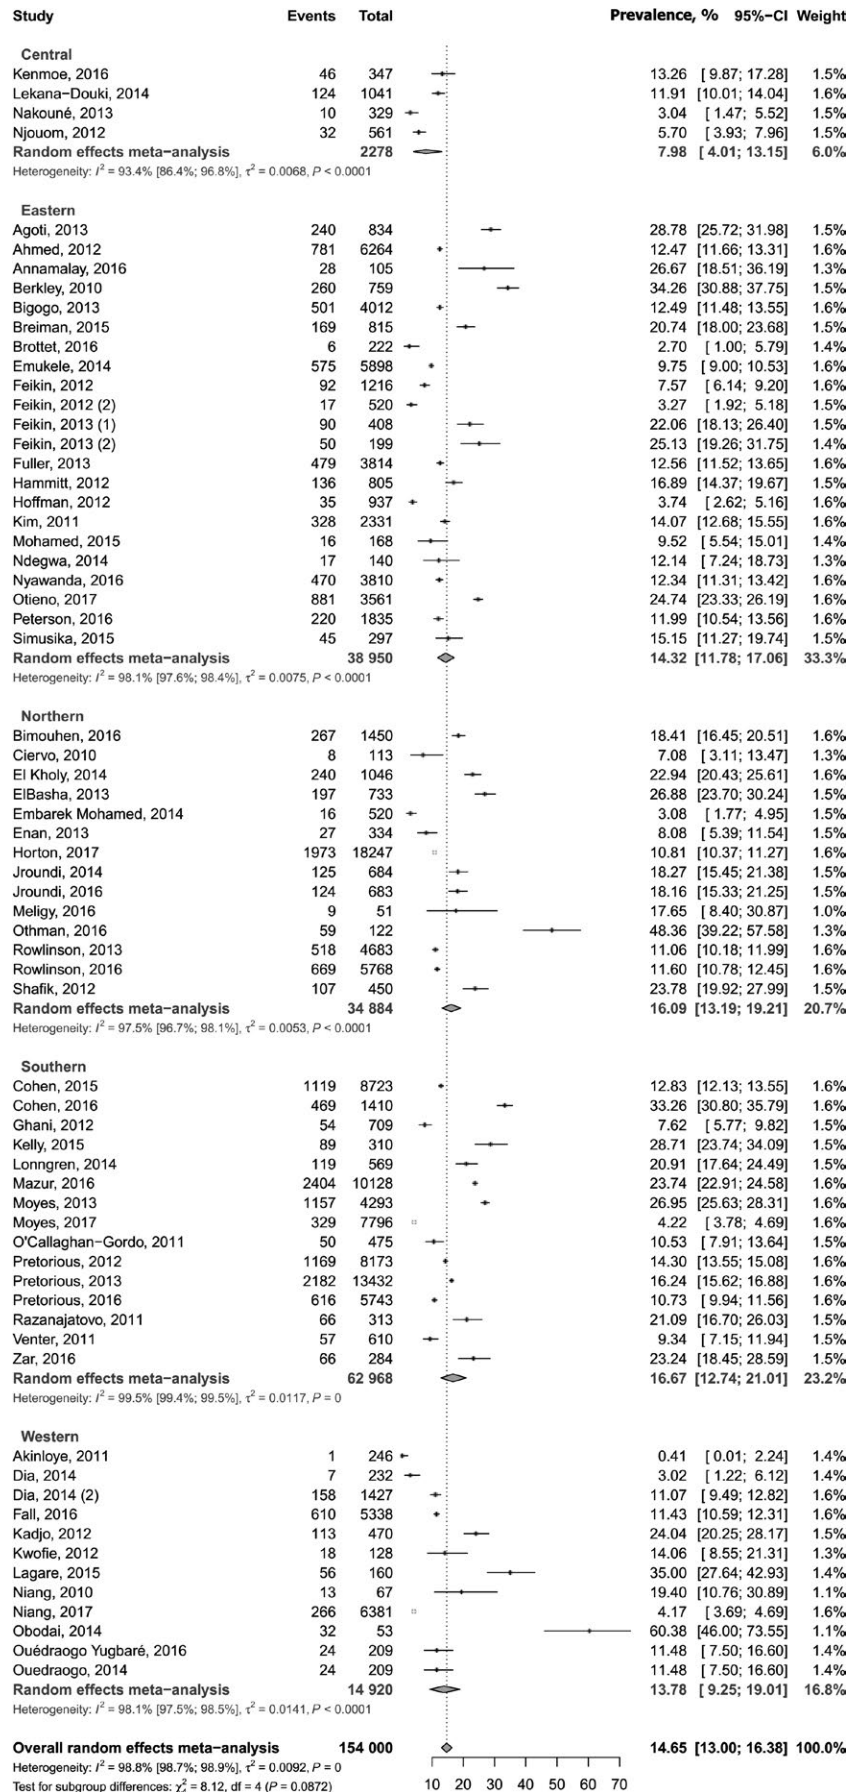 Study Events Total Prevalence, % 95%−CI Weight
Central
Kenmoe, 2016 46 347 13.26 [ 9.87; 17.28] 1.5%
Lekana−Douki, 2014 124 1041 11.91 [10.01; 14.04] 1.6%
Nakouné, 2013 10 329 3.04 [ 1.47; 5.52] 1.5%
Njouom, 2012 32 561 5.70 [ 3.93; 7.96] 1.5%
Random effects meta−analysis 2278 7.98 [ 4.01; 13.15] 6.0%
Heterogeneity: I² = 93.4% [86.4%; 96.8%], τ² = 0.0068, P < 0.0001
Eastern
Agoti, 2013 240 834 28.78 [25.72; 31.98] 1.5%
Ahmed, 2012 781 6264 12.47 [11.66; 13.31] 1.6%
Annamalay, 2016 28 105 26.67 [18.51; 36.19] 1.3%
Berkley, 2010 260 759 34.26 [30.88; 37.75] 1.5%
Bigogo, 2013 501 4012 12.49 [11.48; 13.55] 1.6%
Breiman, 2015 169 815 20.74 [18.00; 23.68] 1.5%
Brottet, 2016 6 222 2.70 [ 1.00; 5.79] 1.4%
Emukele, 2014 575 5898 9.75 [ 9.00; 10.53] 1.6%
Feikin, 2012 92 1216 7.57 [ 6.14; 9.20] 1.6%
Feikin, 2012 (2) 17 520 3.27 [ 1.92; 5.18] 1.5%
Feikin, 2013 (1) 90 408 22.06 [18.13; 26.40] 1.5%
Feikin, 2013 (2) 50 199 25.13 [19.26; 31.75] 1.4%
Fuller, 2013 479 3814 12.56 [11.52; 13.65] 1.6%
Hammitt, 2012 136 805 16.89 [14.37; 19.67] 1.5%
Hoffman, 2012 35 937 3.74 [ 2.62; 5.16] 1.5%
Kim, 2011 328 2331 14.07 [12.68; 15.55] 1.6%
Mohamed, 2015 16 168 9.52 [ 5.54; 15.01] 1.4%
Ndegwa, 2014 17 140 12.14 [ 7.24; 18.73] 1.3%
Nyawanda, 2016 470 3810 12.34 [11.31; 13.42] 1.6%
Otieno, 2017 881 3561 24.74 [23.33; 26.19] 1.6%
Peterson, 2016 220 1835 11.99 [10.54; 13.56] 1.6%
Simusika, 2015 45 297 15.15 [11.27; 19.74] 1.5%
Random effects meta−analysis 38 950 14.32 [11.78; 17.06] 33.3%
Heterogeneity: I² = 98.1% [97.6%; 98.4%], τ² = 0.0075, P < 0.0001
Northern
Bimouhen, 2016 267 1450 18.41 [16.45; 20.51] 1.6%
Ciervo, 2010 8 113 7.08 [ 3.11; 13.47] 1.3%
El Kholy, 2014 240 1046 22.94 [20.43; 25.61] 1.6%
ElBasha, 2013 197 733 26.88 [23.70; 30.24] 1.5%
Embarek Mohamed, 2014 16 520 3.08 [ 1.77; 4.95] 1.5%
Enan, 2013 27 334 8.08 [ 5.39; 11.54] 1.5%
Horton, 2017 1973 18247 10.81 [10.37; 11.27] 1.6%
Jroundi, 2014 125 684 18.27 [15.45; 21.38] 1.5%
Jroundi, 2016 124 683 18.16 [15.33; 21.25] 1.5%
Meligy, 2016 9 51 17.65 [ 8.40; 30.87] 1.0%
Othman, 2016 59 122 48.36 [39.22; 57.58] 1.3%
Rowlinson, 2013 518 4683 11.06 [10.18; 11.99] 1.6%
Rowlinson, 2016 669 5768 11.60 [10.78; 12.45] 1.6%
Shafik, 2012 107 450 23.78 [19.92; 27.99] 1.5%
Random effects meta−analysis 34 884 16.09 [13.19; 19.21] 20.7%
Heterogeneity: I² = 97.5% [96.7%; 98.1%], τ² = 0.0053, P < 0.0001
Southern
Cohen, 2015 1119 8723 12.83 [12.13; 13.55] 1.6%
Cohen, 2016 469 1410 33.26 [30.80; 35.79] 1.6%
Ghani, 2012 54 709 7.62 [ 5.77; 9.82] 1.5%
Kelly, 2015 89 310 28.71 [23.74; 34.09] 1.5%
Lonngren, 2014 119 569 20.91 [17.64; 24.49] 1.5%
Mazur, 2016 2404 10128 23.74 [22.91; 24.58] 1.6%
Moyes, 2013 1157 4293 26.95 [25.63; 28.31] 1.6%
Moyes, 2017 329 7796 4.22 [ 3.78; 4.69] 1.6%
O'Callaghan−Gordo, 2011 50 475 10.53 [ 7.91; 13.64] 1.5%
Pretorious, 2012 1169 8173 14.30 [13.55; 15.08] 1.6%
Pretorious, 2013 2182 13432 16.24 [15.62; 16.88] 1.6%
Pretorious, 2016 616 5743 10.73 [ 9.94; 11.56] 1.6%
Razanajatovo, 2011 66 313 21.09 [16.70; 26.03] 1.5%
Venter, 2011 57 610 9.34 [ 7.15; 11.94] 1.5%
Zar, 2016 66 284 23.24 [18.45; 28.59] 1.5%
Random effects meta−analysis 62 968 16.67 [12.74; 21.01] 23.2%
Heterogeneity: I² = 99.5% [99.4%; 99.5%], τ² = 0.0117, P = 0
Western
Akinloye, 2011 1 246 0.41 [ 0.01; 2.24] 1.4%
Dia, 2014 7 232 3.02 [ 1.22; 6.12] 1.4%
Dia, 2014 (2) 158 1427 11.07 [ 9.49; 12.82] 1.6%
Fall, 2016 610 5338 11.43 [10.59; 12.31] 1.6%
Kadjo, 2012 113 470 24.04 [20.25; 28.17] 1.5%
Kwofie, 2012 18 128 14.06 [ 8.55; 21.31] 1.3%
Lagare, 2015 56 160 35.00 [27.64; 42.93] 1.4%
Niang, 2010 13 67 19.40 [10.76; 30.89] 1.1%
Niang, 2017 266 6381 4.17 [ 3.69; 4.69] 1.6%
Obodai, 2014 32 53 60.38 [46.00; 73.55] 1.1%
Ouédraogo Yugbaré, 2016 24 209 11.48 [ 7.50; 16.60] 1.4%
Ouedraogo, 2014 24 209 11.48 [ 7.50; 16.60] 1.4%
Random effects meta−analysis 14 920 13.78 [ 9.25; 19.01] 16.8%
Heterogeneity: I² = 98.1% [97.5%; 98.5%], τ² = 0.0141, P < 0.0001
Overall random effects meta−analysis 154 000 14.65 [13.00; 16.38] 100.0%
Heterogeneity: I² = 98.8% [98.7%; 98.9%], τ² = 0.0092, P = 0
Test for subgroup differences: χ²₄ = 8.12, df = 4 (P = 0.0872)
10 20 30 40 50 60 70